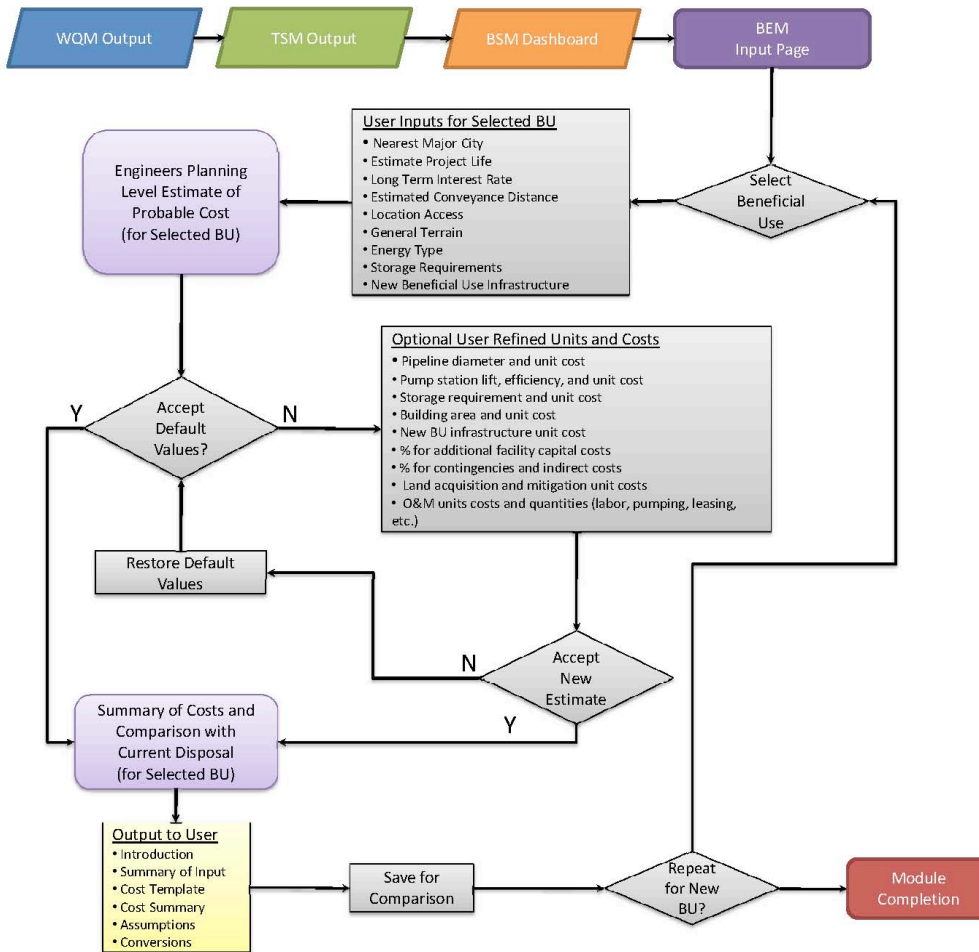 WQM Output
TSM Output
BSM Dashboard
BEM
Input Page
User Inputs for Selected BU
• Nearest Major City
• Estimate Project Life
• Long Term Interest Rate
• Estimated Conveyance Distance
• Location Access
• General Terrain
• Energy Type
• Storage Requirements
• New Beneficial Use Infrastructure
Select
Beneficial
Use
Engineers Planning
Level Estimate of
Probable Cost
(for Selected BU)
Optional User Refined Units and Costs
• Pipeline diameter and unit cost
• Pump station lift, efficiency, and unit cost
• Storage requirement and unit cost
• Building area and unit cost
• New BU infrastructure unit cost
• % for additional facility capital costs
• % for contingencies and indirect costs
• Land acquisition and mitigation unit costs
• O&M units costs and quantities (labor, pumping, leasing,
etc.)
Y
Accept
Default
Values?
N
Restore Default
Values
N
Accept
New
Estimate
Y
Summary of Costs and
Comparison with
Current Disposal
(for Selected BU)
Output to User
• Introduction
• Summary of Input
• Cost Template
• Cost Summary
• Assumptions
• Conversions
Save for
Comparison
Repeat
for New
BU?
Module
Completion